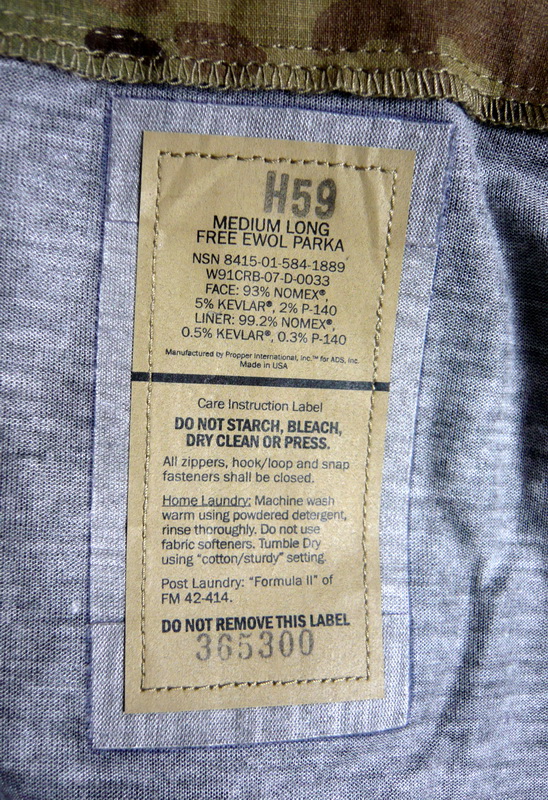 H59
MEDIUM LONG
FREE EWOL PARKA
NSN 8415-01-584-1889
W91CRB-07-D-0033
FACE: 93% NOMEX®,
5% KEVLAR®, 2% P-140
LINER: 99.2% NOMEX®,
0.5% KEVLAR®, 0.3% P-140
Manufactured by Propper International, Inc.™ for ADS, Inc.
Made in USA
Care Instruction Label
DO NOT STARCH, BLEACH,
DRY CLEAN OR PRESS.
All zippers, hook/loop and snap
fasteners shall be closed.
Home Laundry: Machine wash
warm using powdered detergent,
rinse thoroughly. Do not use
fabric softeners. Tumble Dry
using "cotton/sturdy" setting.
Post Laundry: "Formula II" of
FM 42-414.
DO NOT REMOVE THIS LABEL
365300